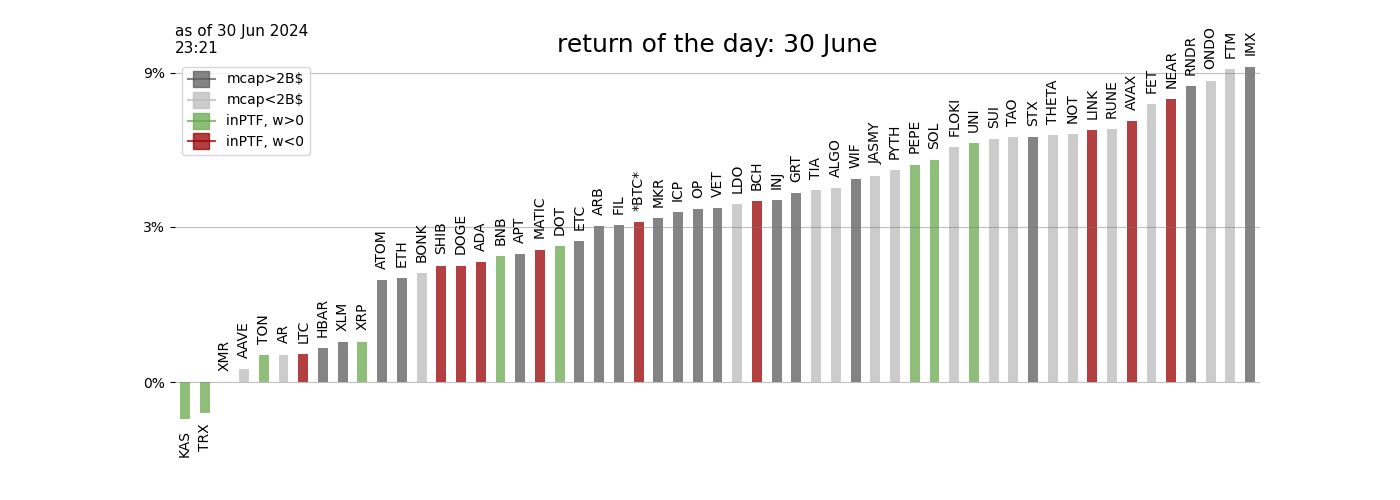 as of 30 Jun 2024
23:21
return of the day: 30 June
mcap>2B$
mcap<2B$
inPTF, w>0
inPTF, w<0
9%
3%
0%
KAS
TRX
XMR
AAVE
TON
AR
LTC
HBAR
XLM
XRP
ATOM
ETH
BONK
SHIB
DOGE
ADA
BNB
APT
MATIC
DOT
ETC
ARB
FIL
*BTC*
MKR
ICP
OP
VET
LDO
BCH
INJ
GRT
TIA
ALGO
WIF
JASMY
PYTH
PEPE
SOL
FLOKI
UNI
SUI
TAO
STX
THETA
NOT
LINK
RUNE
AVAX
FET
NEAR
RNDR
ONDO
FTM
IMX